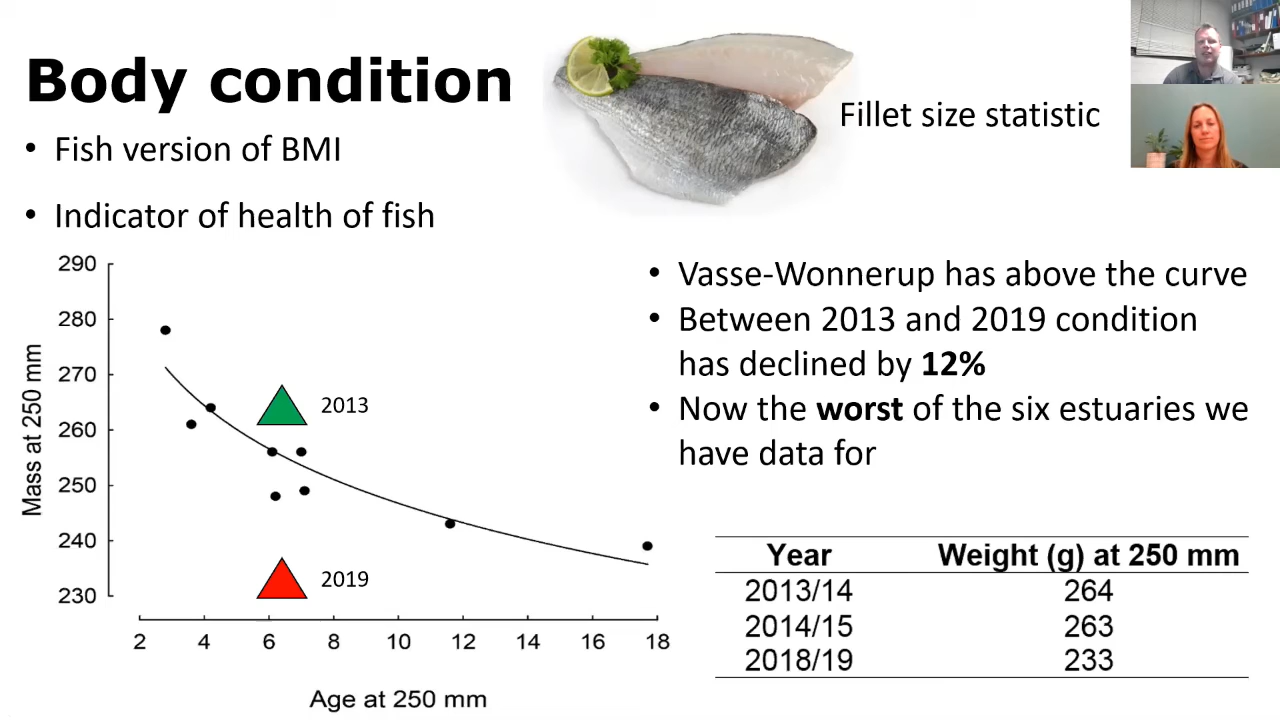 Body condition
• Fish version of BMI
• Indicator of health of fish
Fillet size statistic
290
280
270
260
250
240
230
Mass at 250 mm
2013
2019
2 4 6 8 10 12 14 16 18
Age at 250 mm
• Vasse-Wonnerup has above the curve
• Between 2013 and 2019 condition
has declined by 12%
• Now the worst of the six estuaries we
have data for
Year Weight (g) at 250 mm
2013/14 264
2014/15 263
2018/19 233